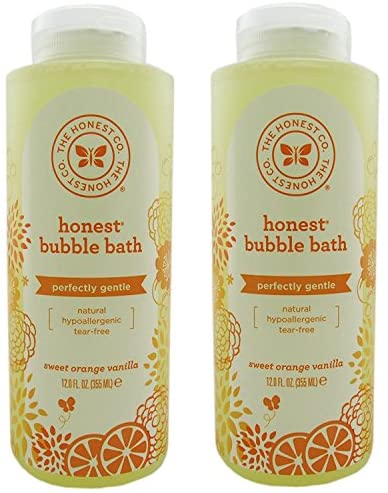 THE HONEST CO. THE HONEST CO.
®
honest®
bubble bath
perfectly gentle
natural
hypoallergenic
tear-free
sweet orange vanilla
12.0 FL. OZ. (355 ML) ℮
THE HONEST CO. THE HONEST CO.
®
honest®
bubble bath
perfectly gentle
natural
hypoallergenic
tear-free
sweet orange vanilla
12.0 FL. OZ. (355 ML) ℮